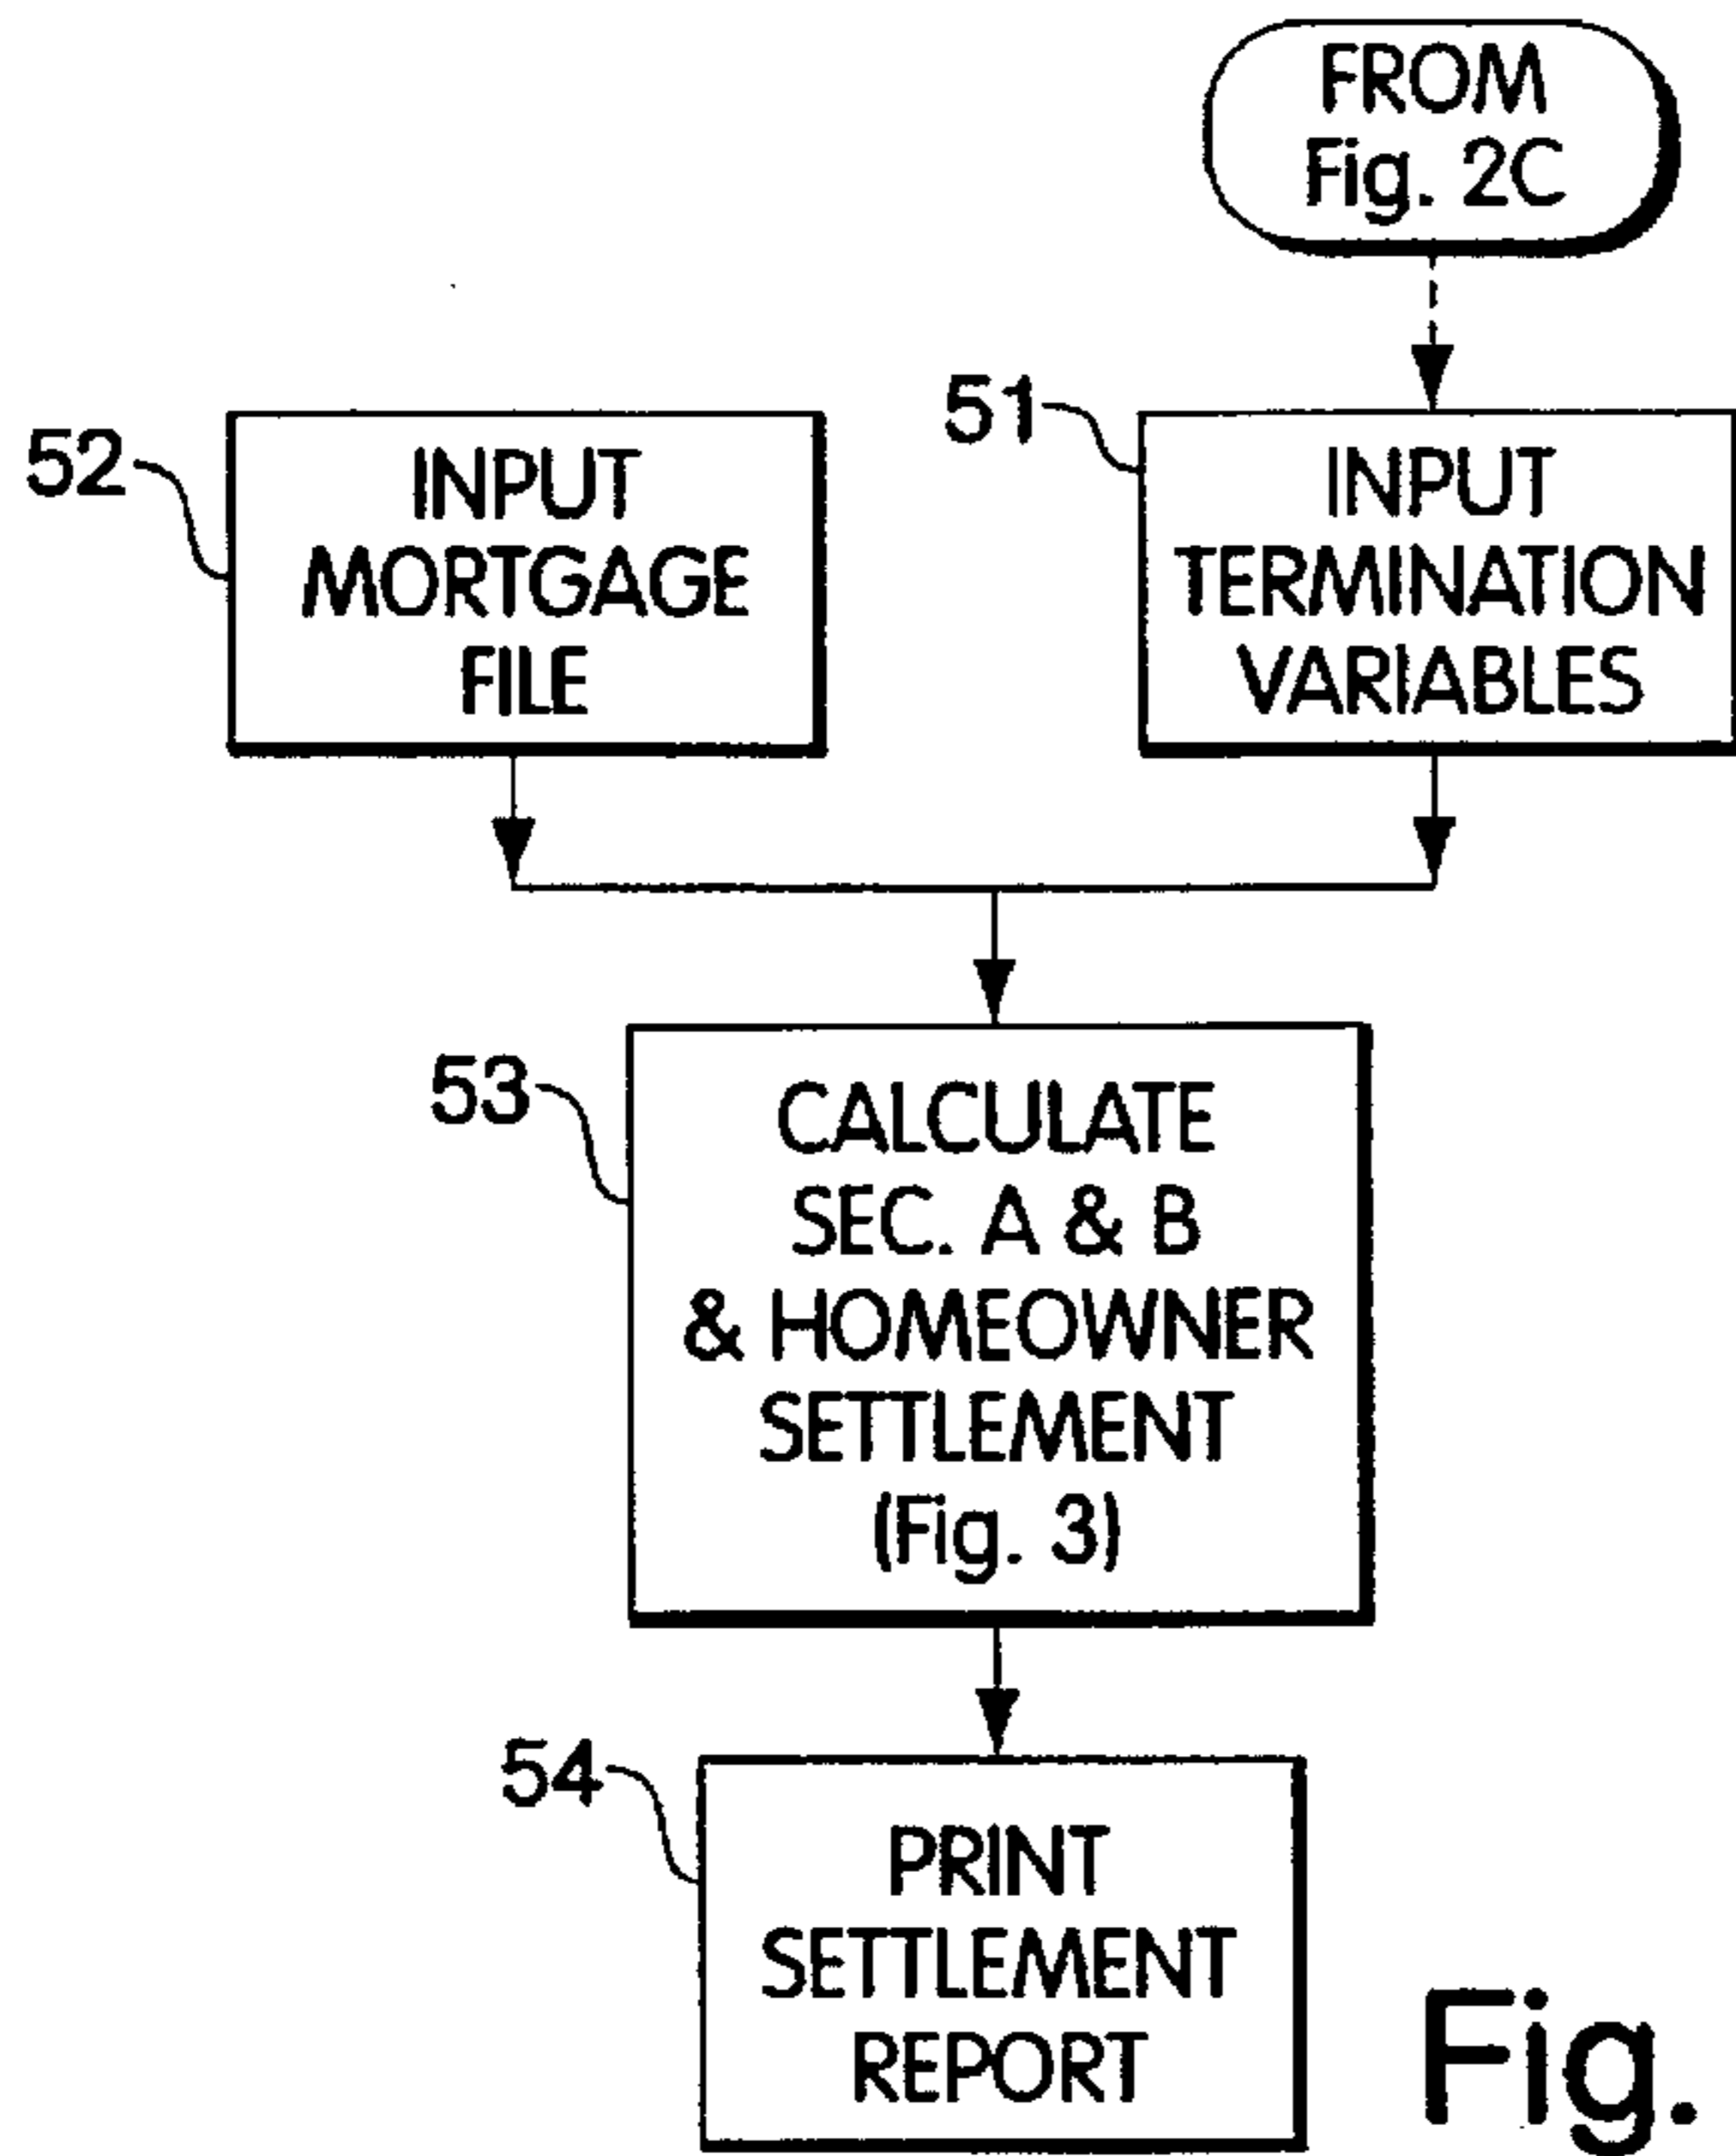 FROM
Fig. 2C
52
INPUT
MORTGAGE
FILE
51
INPUT
TERMINATION
VARIABLES
53
CALCULATE
SEC. A & B
& HOMEOWNER
SETTLEMENT
(Fig. 3)
54
PRINT
SETTLEMENT
REPORT
Fig.